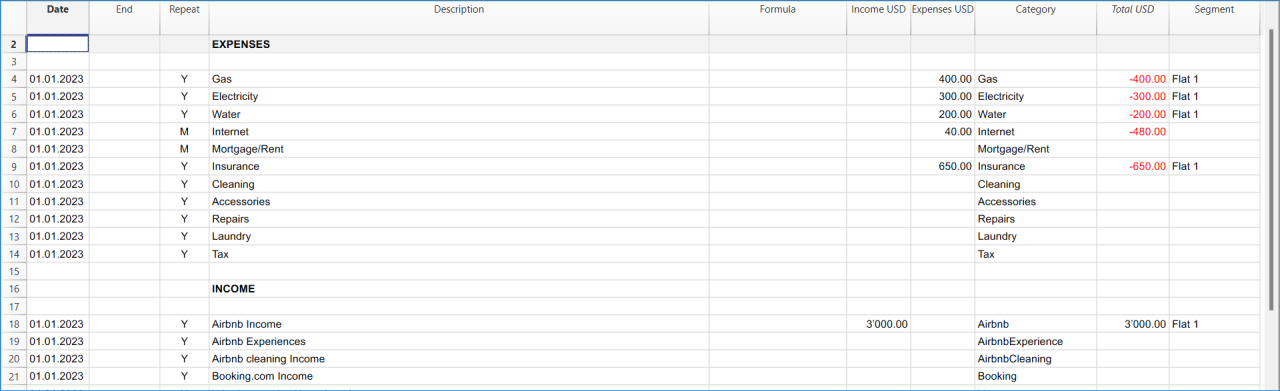 Date End Repeat Description Formula Income USD Expenses USD Category Total USD Segment
2 EXPENSES
3
4 01.01.2023 Y Gas 400.00 Gas -400.00 Flat 1
5 01.01.2023 Y Electricity 300.00 Electricity -300.00 Flat 1
6 01.01.2023 Y Water 200.00 Water -200.00 Flat 1
7 01.01.2023 M Internet 40.00 Internet -480.00
8 01.01.2023 M Mortgage/Rent Mortgage/Rent
9 01.01.2023 Y Insurance 650.00 Insurance -650.00 Flat 1
10 01.01.2023 Y Cleaning Cleaning
11 01.01.2023 Y Accessories Accessories
12 01.01.2023 Y Repairs Repairs
13 01.01.2023 Y Laundry Laundry
14 01.01.2023 Y Tax Tax
15
16 INCOME
17
18 01.01.2023 Y Airbnb Income 3'000.00 Airbnb 3'000.00 Flat 1
19 01.01.2023 Y Airbnb Experiences AirbnbExperience
20 01.01.2023 Y Airbnb cleaning Income AirbnbCleaning
21 01.01.2023 Y Booking.com Income Booking